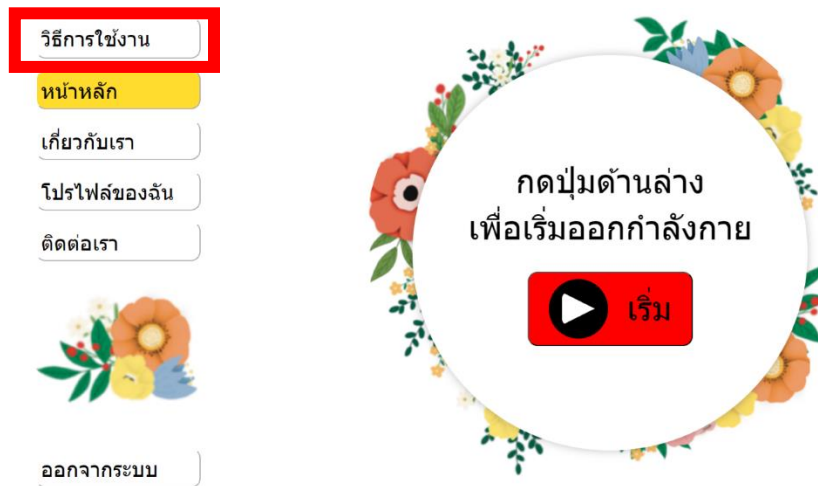 วิธีการใช้งาน
หน้าหลัก
เกี่ยวกับเรา
โปรไฟล์ของฉัน
ติดต่อเรา
ออกจากระบบ
กดปุ่มด้านล่าง
เพื่อเริ่มออกกำลังกาย
เริ่ม